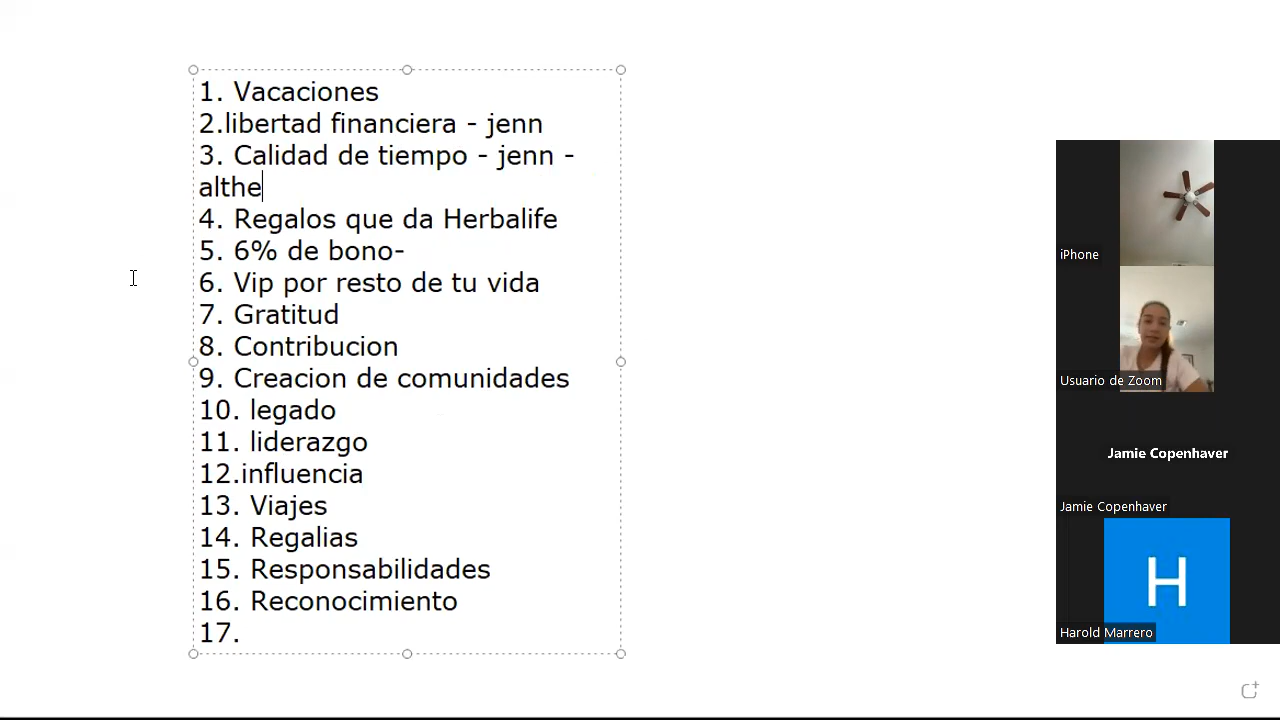 1. Vacaciones
2.libertad financiera - jenn
3. Calidad de tiempo - jenn -
althe
4. Regalos que da Herbalife
5. 6% de bono-
6. Vip por resto de tu vida
7. Gratitud
8. Contribucion
9. Creacion de comunidades
10. legado
11. liderazgo
12.influencia
13. Viajes
14. Regalias
15. Responsabilidades
16. Reconocimiento
17.
iPhone
Usuario de Zoom
Jamie Copenhaver
Jamie Copenhaver
H
Harold Marrero